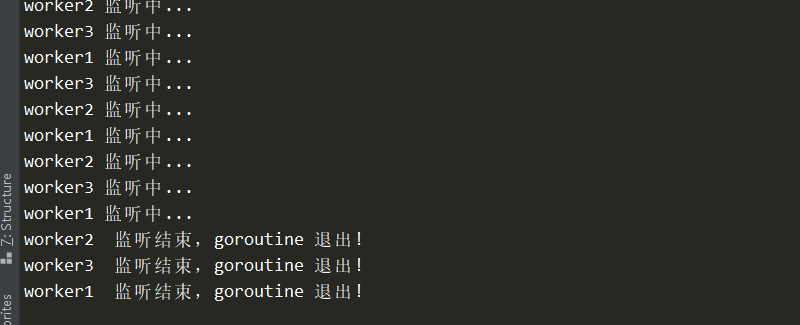 worker2 监听中...
worker3 监听中...
worker1 监听中...
worker3 监听中...
worker2 监听中...
worker1 监听中...
worker2 监听中...
worker3 监听中...
worker1 监听中...
worker2  监听结束，goroutine 退出！
worker3  监听结束，goroutine 退出！
worker1  监听结束，goroutine 退出！
7: Structure
orites